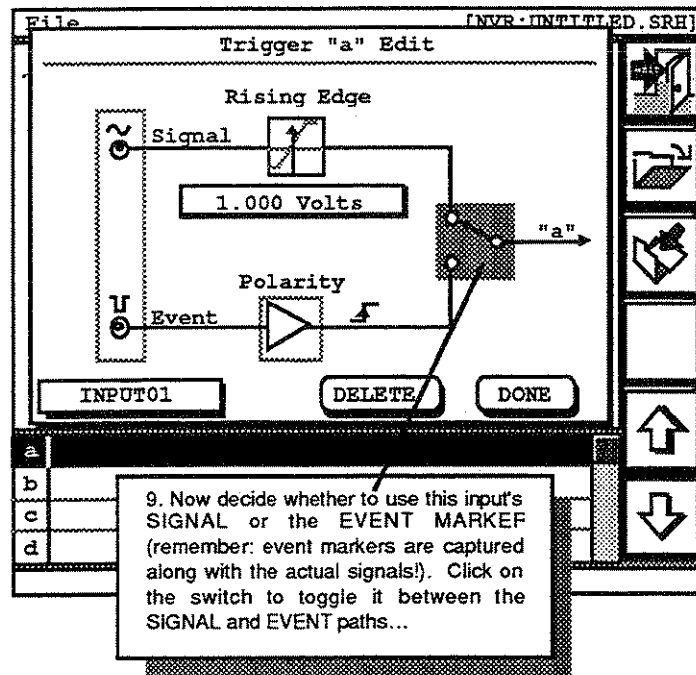 File [NVR:UNTITLED.SRH]
Trigger "a" Edit
Rising Edge
Signal
1.000 Volts
"a"
Polarity
Event
INPUT01 DELETE DONE
a
b
c
d
9. Now decide whether to use this input's
SIGNAL or the EVENT MARKER
(remember: event markers are captured
along with the actual signals!). Click on
the switch to toggle it between the
SIGNAL and EVENT paths...